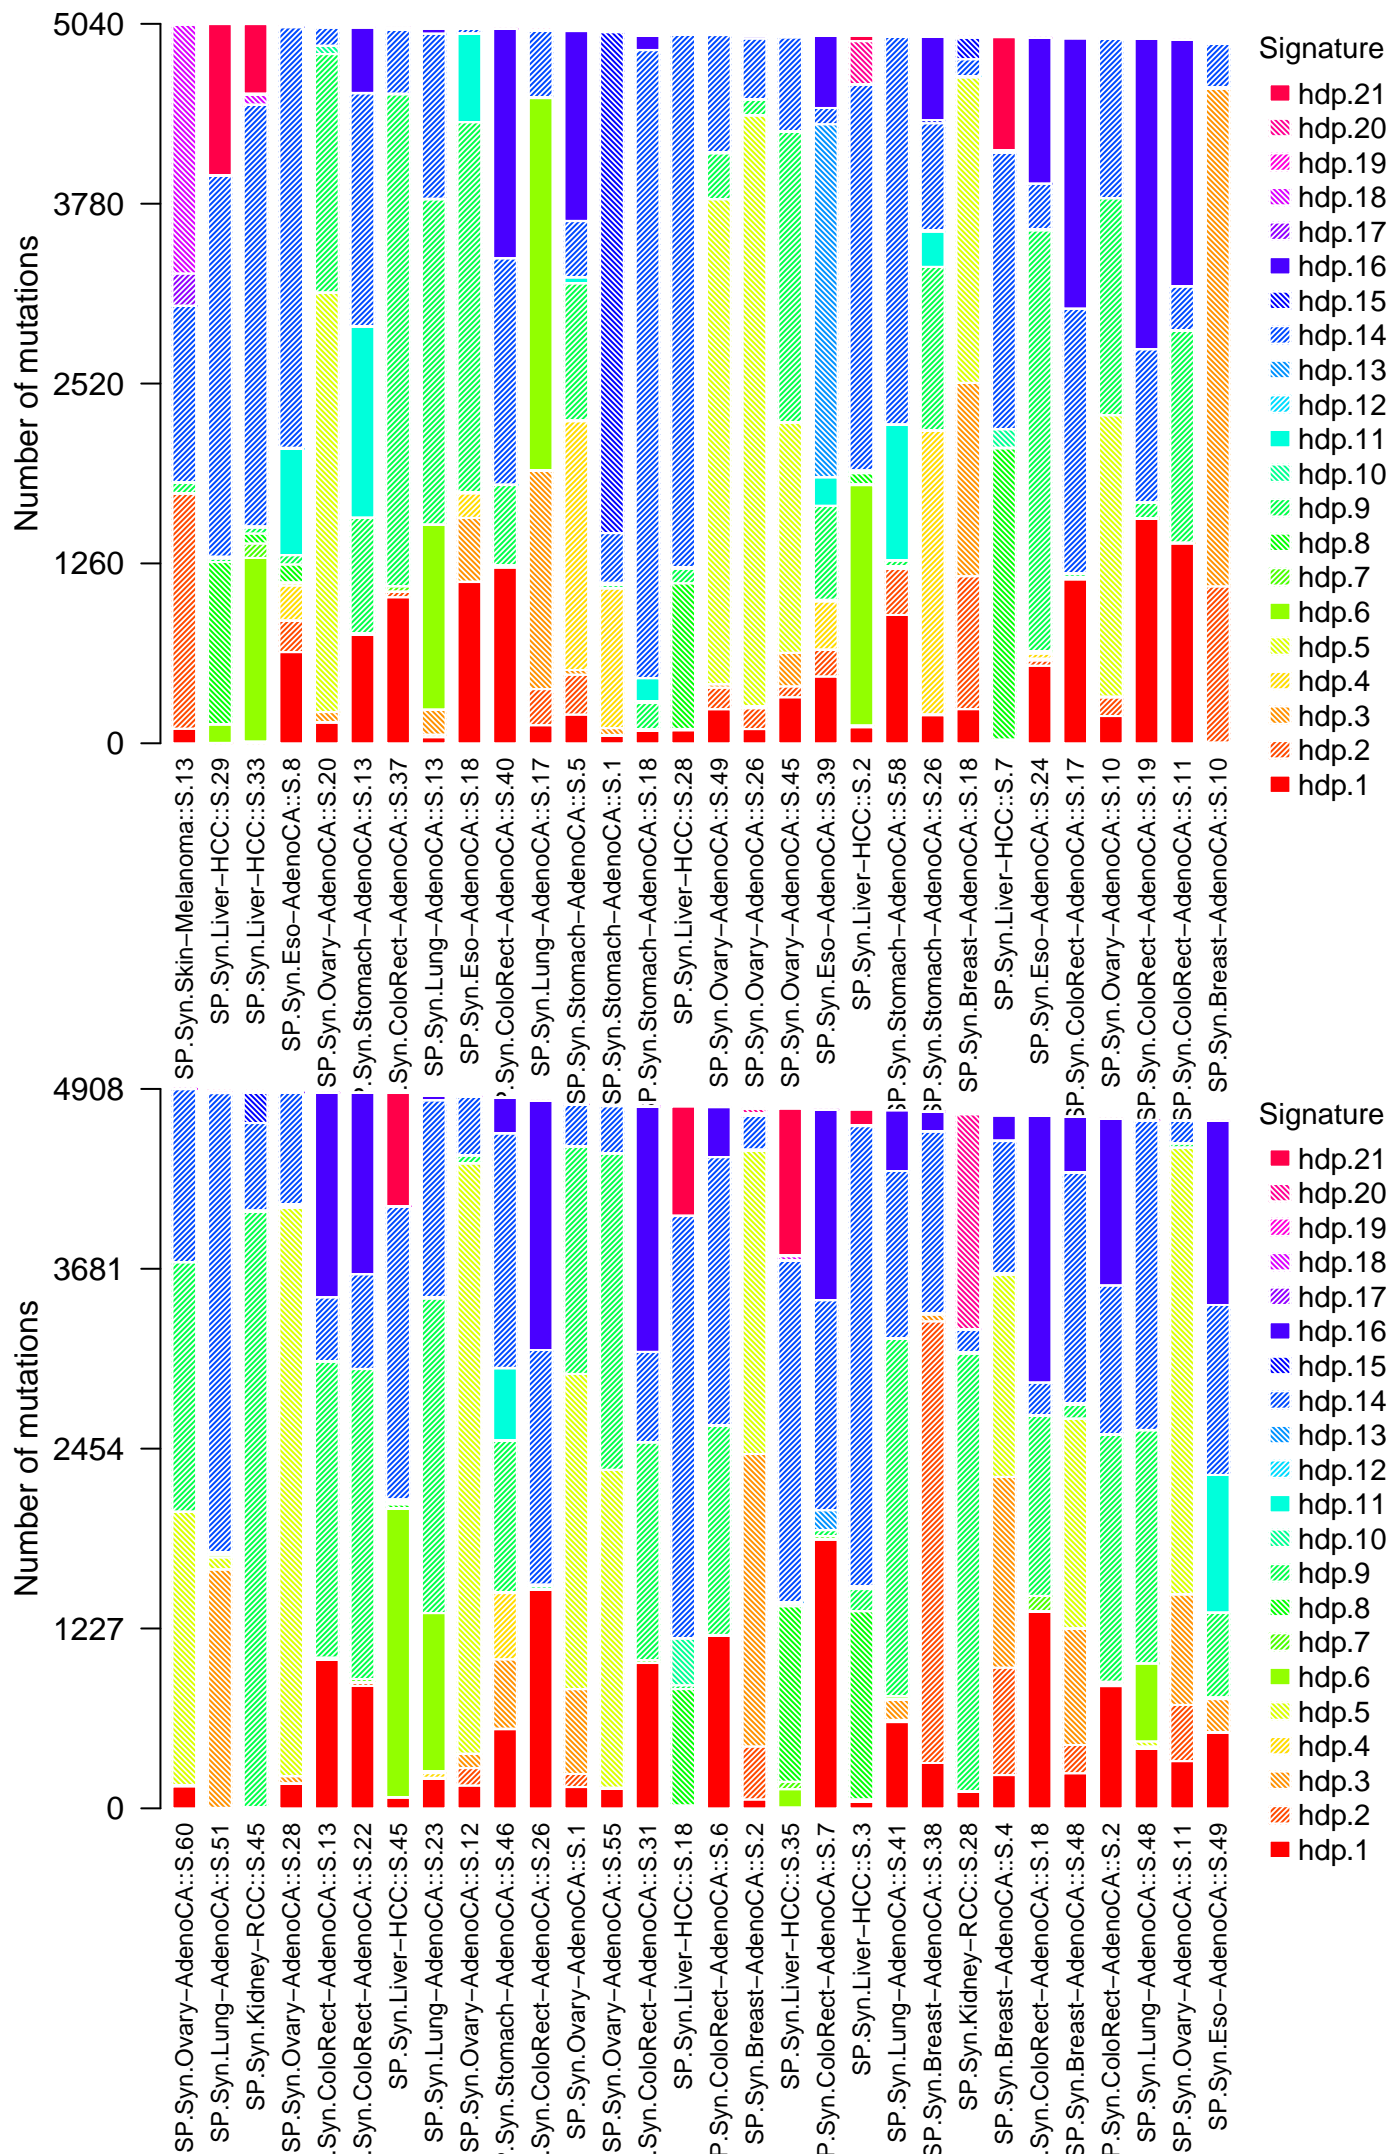 Number of mutations
5040
3780
2520
1260
0
SP.Syn.Skin−Melanoma::S.13
SP.Syn.Liver−HCC::S.29
SP.Syn.Liver−HCC::S.33
SP.Syn.Eso−AdenoCA::S.8
SP.Syn.Ovary−AdenoCA::S.20
P.Syn.Stomach−AdenoCA::S.13
.Syn.ColoRect−AdenoCA::S.37
SP.Syn.Lung−AdenoCA::S.13
SP.Syn.Eso−AdenoCA::S.18
P.Syn.ColoRect−AdenoCA::S.40
SP.Syn.Lung−AdenoCA::S.17
SP.Syn.Stomach−AdenoCA::S.5
SP.Syn.Stomach−AdenoCA::S.1
SP.Syn.Stomach−AdenoCA::S.18
SP.Syn.Liver−HCC::S.28
SP.Syn.Ovary−AdenoCA::S.49
SP.Syn.Ovary−AdenoCA::S.26
SP.Syn.Ovary−AdenoCA::S.45
SP.Syn.Eso−AdenoCA::S.39
SP.Syn.Liver−HCC::S.2
SP.Syn.Stomach−AdenoCA::S.58
SP.Syn.Stomach−AdenoCA::S.26
SP.Syn.Breast−AdenoCA::S.18
SP.Syn.Liver−HCC::S.7
SP.Syn.Eso−AdenoCA::S.24
SP.Syn.ColoRect−AdenoCA::S.17
SP.Syn.Ovary−AdenoCA::S.10
SP.Syn.ColoRect−AdenoCA::S.19
SP.Syn.ColoRect−AdenoCA::S.11
SP.Syn.Breast−AdenoCA::S.10
Signature
hdp.21
hdp.20
hdp.19
hdp.18
hdp.17
hdp.16
hdp.15
hdp.14
hdp.13
hdp.12
hdp.11
hdp.10
hdp.9
hdp.8
hdp.7
hdp.6
hdp.5
hdp.4
hdp.3
hdp.2
hdp.1
Number of mutations
4908
3681
2454
1227
0
SP.Syn.Ovary−AdenoCA::S.60
SP.Syn.Lung−AdenoCA::S.51
SP.Syn.Kidney−RCC::S.45
SP.Syn.Ovary−AdenoCA::S.28
.Syn.ColoRect−AdenoCA::S.13
.Syn.ColoRect−AdenoCA::S.22
SP.Syn.Liver−HCC::S.45
SP.Syn.Lung−AdenoCA::S.23
SP.Syn.Ovary−AdenoCA::S.12
.Syn.Stomach−AdenoCA::S.46
.Syn.ColoRect−AdenoCA::S.26
SP.Syn.Ovary−AdenoCA::S.1
SP.Syn.Ovary−AdenoCA::S.55
.Syn.ColoRect−AdenoCA::S.31
SP.Syn.Liver−HCC::S.18
P.Syn.ColoRect−AdenoCA::S.6
SP.Syn.Breast−AdenoCA::S.2
SP.Syn.Liver−HCC::S.35
P.Syn.ColoRect−AdenoCA::S.7
SP.Syn.Liver−HCC::S.3
SP.Syn.Lung−AdenoCA::S.41
SP.Syn.Breast−AdenoCA::S.38
SP.Syn.Kidney−RCC::S.28
SP.Syn.Breast−AdenoCA::S.4
.Syn.ColoRect−AdenoCA::S.18
SP.Syn.Breast−AdenoCA::S.48
P.Syn.ColoRect−AdenoCA::S.2
SP.Syn.Lung−AdenoCA::S.48
SP.Syn.Ovary−AdenoCA::S.11
SP.Syn.Eso−AdenoCA::S.49
Signature
hdp.21
hdp.20
hdp.19
hdp.18
hdp.17
hdp.16
hdp.15
hdp.14
hdp.13
hdp.12
hdp.11
hdp.10
hdp.9
hdp.8
hdp.7
hdp.6
hdp.5
hdp.4
hdp.3
hdp.2
hdp.1